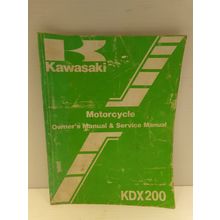 Kawasaki
Motorcycle
Owner's Manual & Service Manual
KDX200